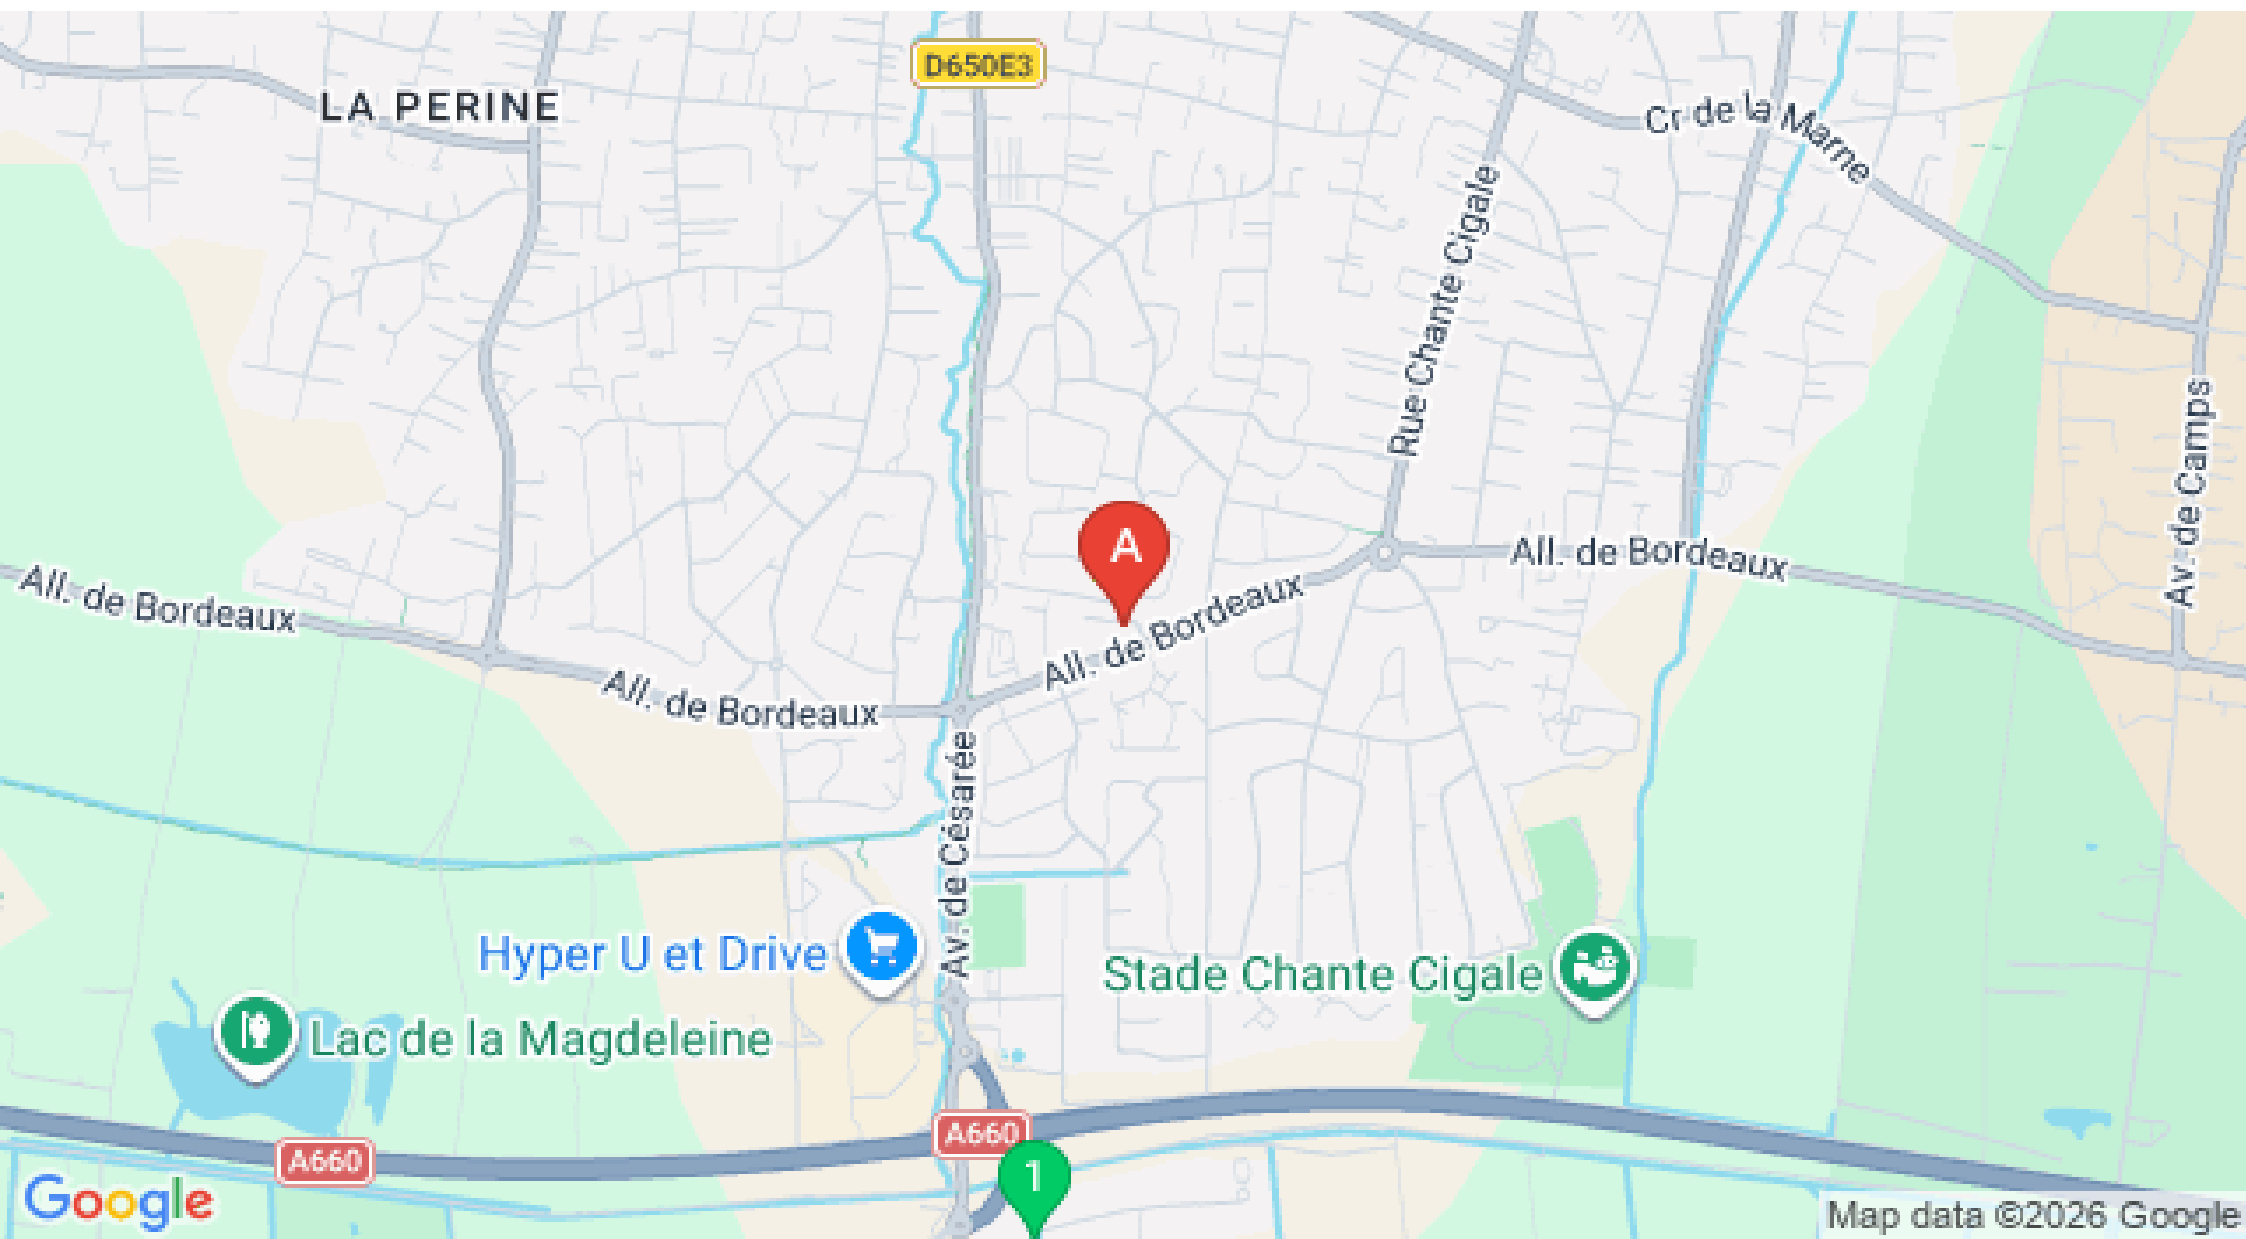 D650E3
LA PERINE
Cr de la Marne
Rue Chante Cigale
Av. de Camps
A
All. de Bordeaux
All. de Bordeaux
All. de Bordeaux
All. de Bordeaux
Av. de Césarée
Hyper U et Drive
Stade Chante Cigale
Lac de la Magdeleine
A660
A660
1
Google
Map data ©2026 Google